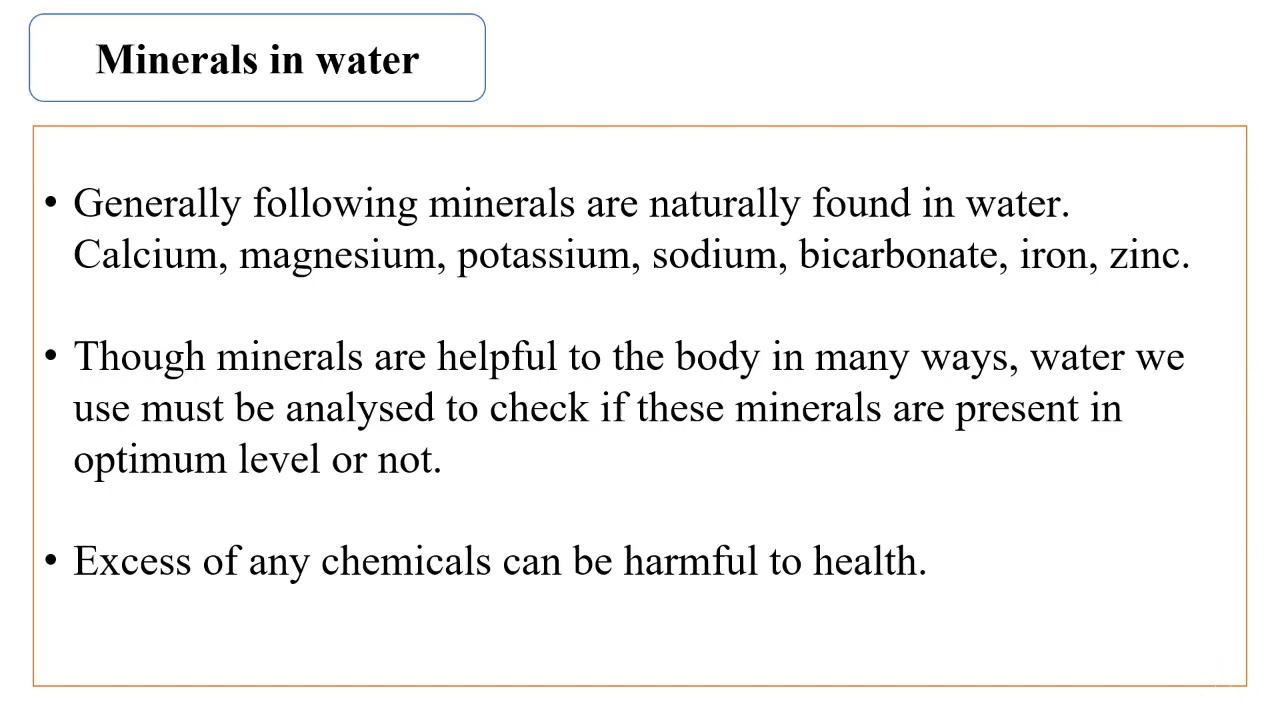 Minerals in water
• Generally following minerals are naturally found in water.
Calcium, magnesium, potassium, sodium, bicarbonate, iron, zinc.
• Though minerals are helpful to the body in many ways, water we
use must be analysed to check if these minerals are present in
optimum level or not.
• Excess of any chemicals can be harmful to health.